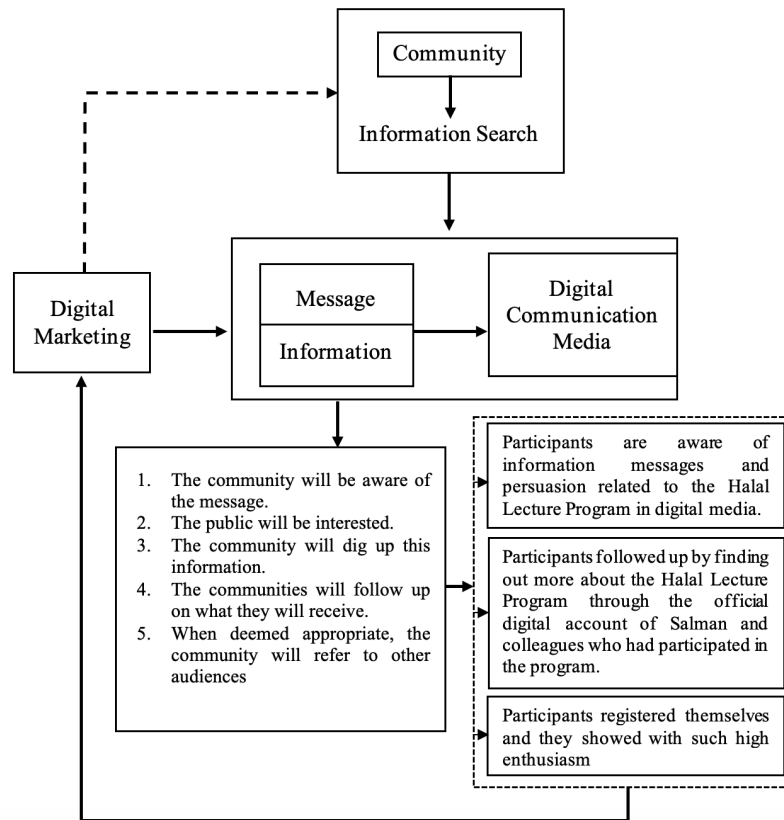 Community
Information Search
Digital
Marketing
Message
Information
Digital
Communication
Media
1. The community will be aware of
the message.
2. The public will be interested.
3. The community will dig up this
information.
4. The communities will follow up
on what they will receive.
5. When deemed appropriate, the
community will refer to other
audiences
Participants are aware of
information messages and
persuasion related to the Halal
Lecture Program in digital media.
Participants followed up by finding
out more about the Halal Lecture
Program through the official
digital account of Salman and
colleagues who had participated in
the program.
Participants registered themselves
and they showed with such high
enthusiasm